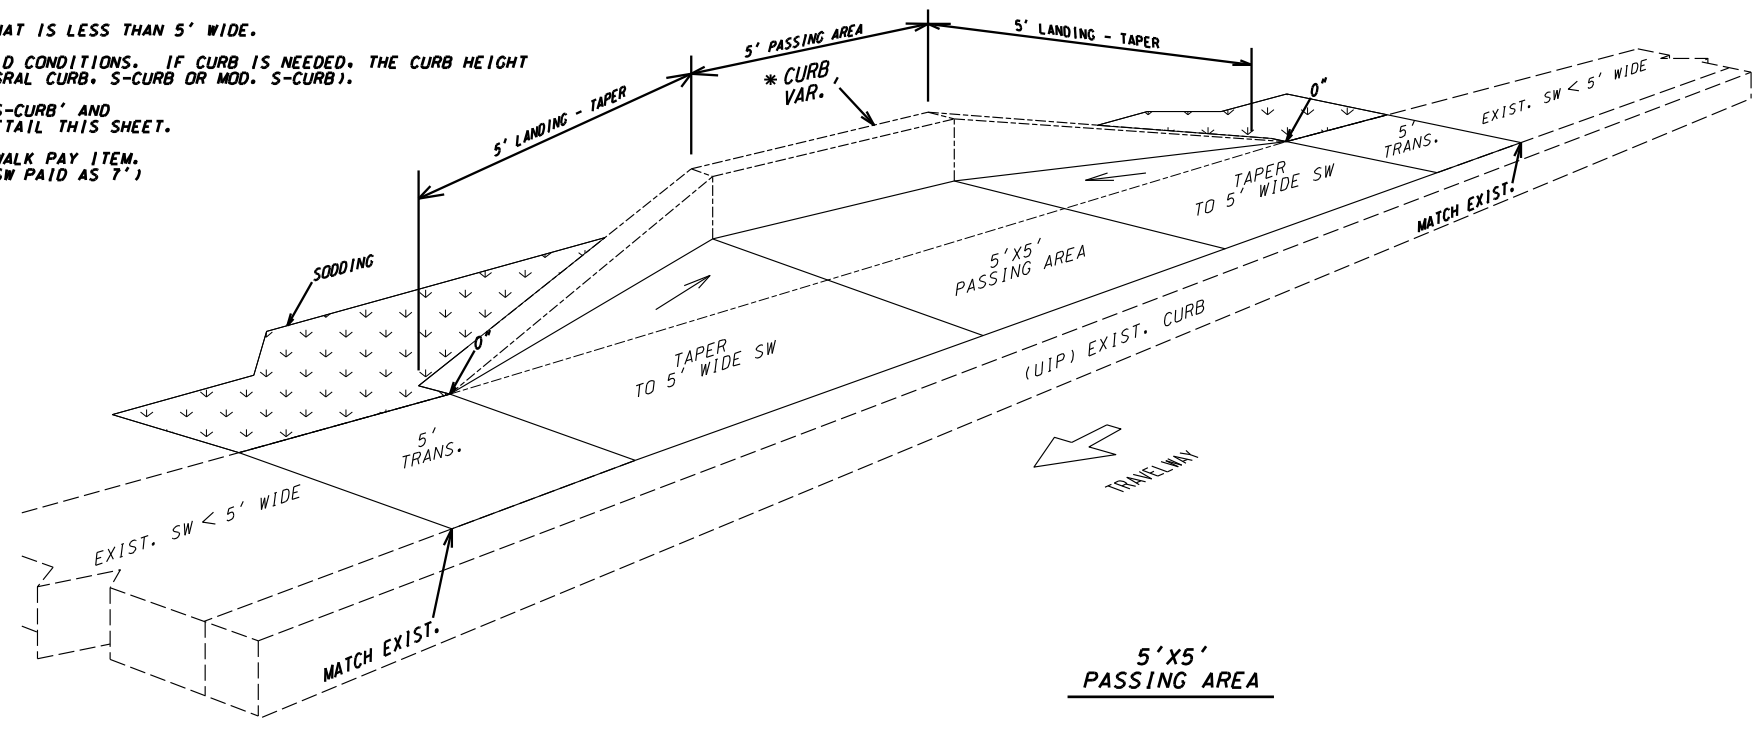 IS LESS THAN 5' WIDE.
D CONDITIONS. IF CURB IS NEEDED, THE CURB HEIGHT
CURB, S-CURB OR MOD. S-CURB).
S-CURB' AND
THIS SHEET.
PAY ITEM.
SW PAID AS 7')
5' LANDING - TAPER
5' PASSING AREA
5' LANDING - TAPER
* CURB
VAR.
0"
EXIST. SW < 5' WIDE
5'
TRANS.
TAPER
TO 5' WIDE SW
MATCH EXIST.
SODDING
5'X5'
PASSING AREA
0"
TAPER
TO 5' WIDE SW
(UIP) EXIST. CURB
5'
TRANS.
TRAVELWAY
EXIST. SW < 5' WIDE
MATCH EXIST.
5'X5'
PASSING AREA